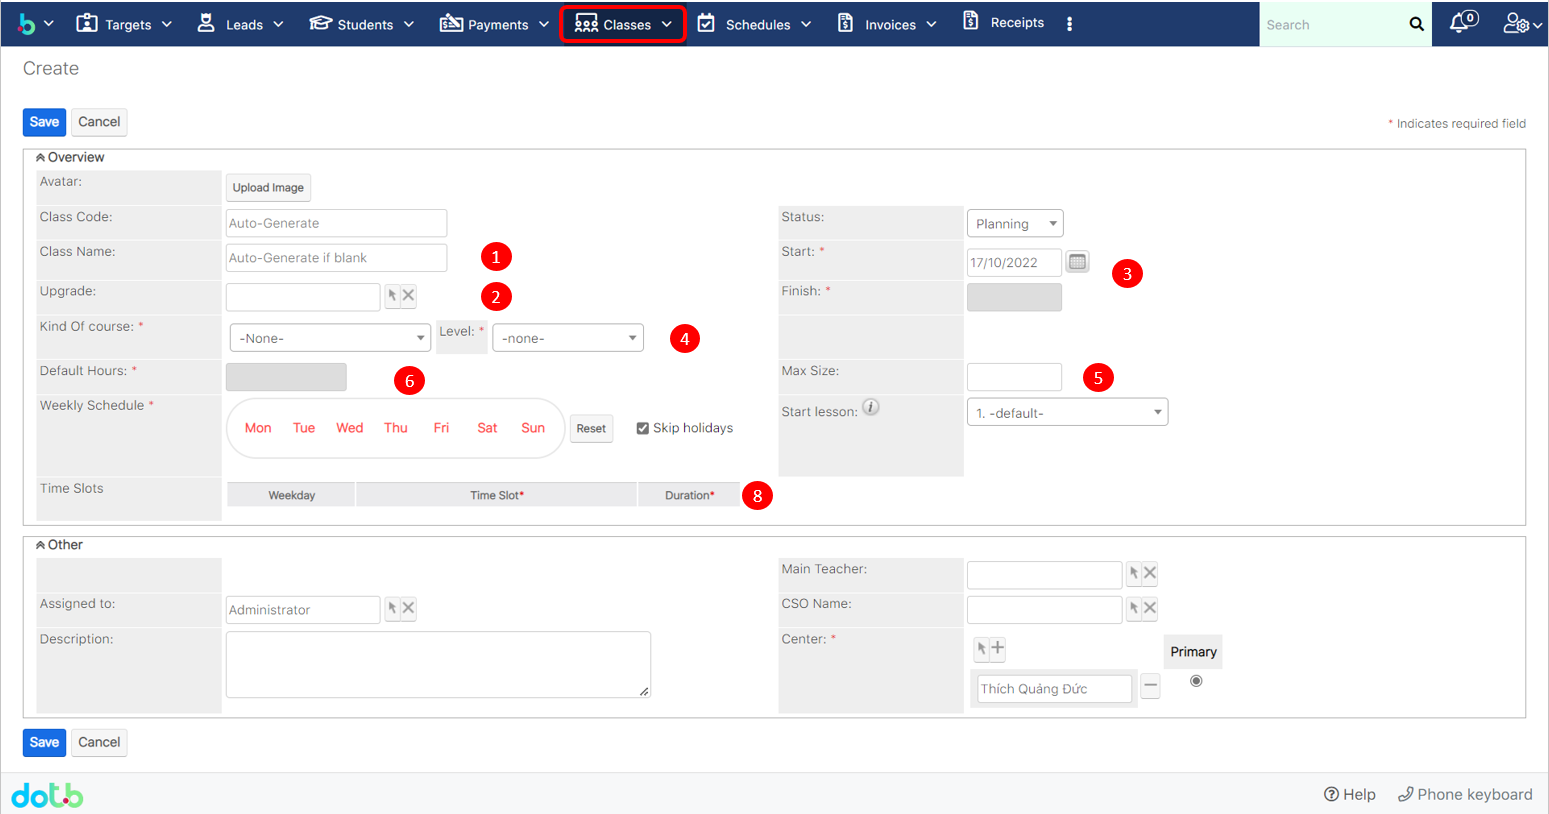 b Targets Leads Students Payments Classes Schedules Invoices Receipts Search 0
Create
Save Cancel
* Indicates required field
Overview
Avatar: Upload Image
Class Code: Auto-Generate Status: Planning
Class Name: Auto-Generate if blank 1 Start: * 17/10/2022 3
Upgrade: 2 Finish: *
Kind Of course: * -None- Level: * -none- 4
Default Hours: * 6 Max Size: 5
Weekly Schedule * Mon Tue Wed Thu Fri Sat Sun Reset Skip holidays Start lesson: i 1. -default-
Time Slots Weekday Time Slot* Duration* 8
Other
Main Teacher:
Assigned to: Administrator CSO Name:
Description: Center: * Primary
Thích Quảng Đức
Save Cancel
dotb Help Phone keyboard